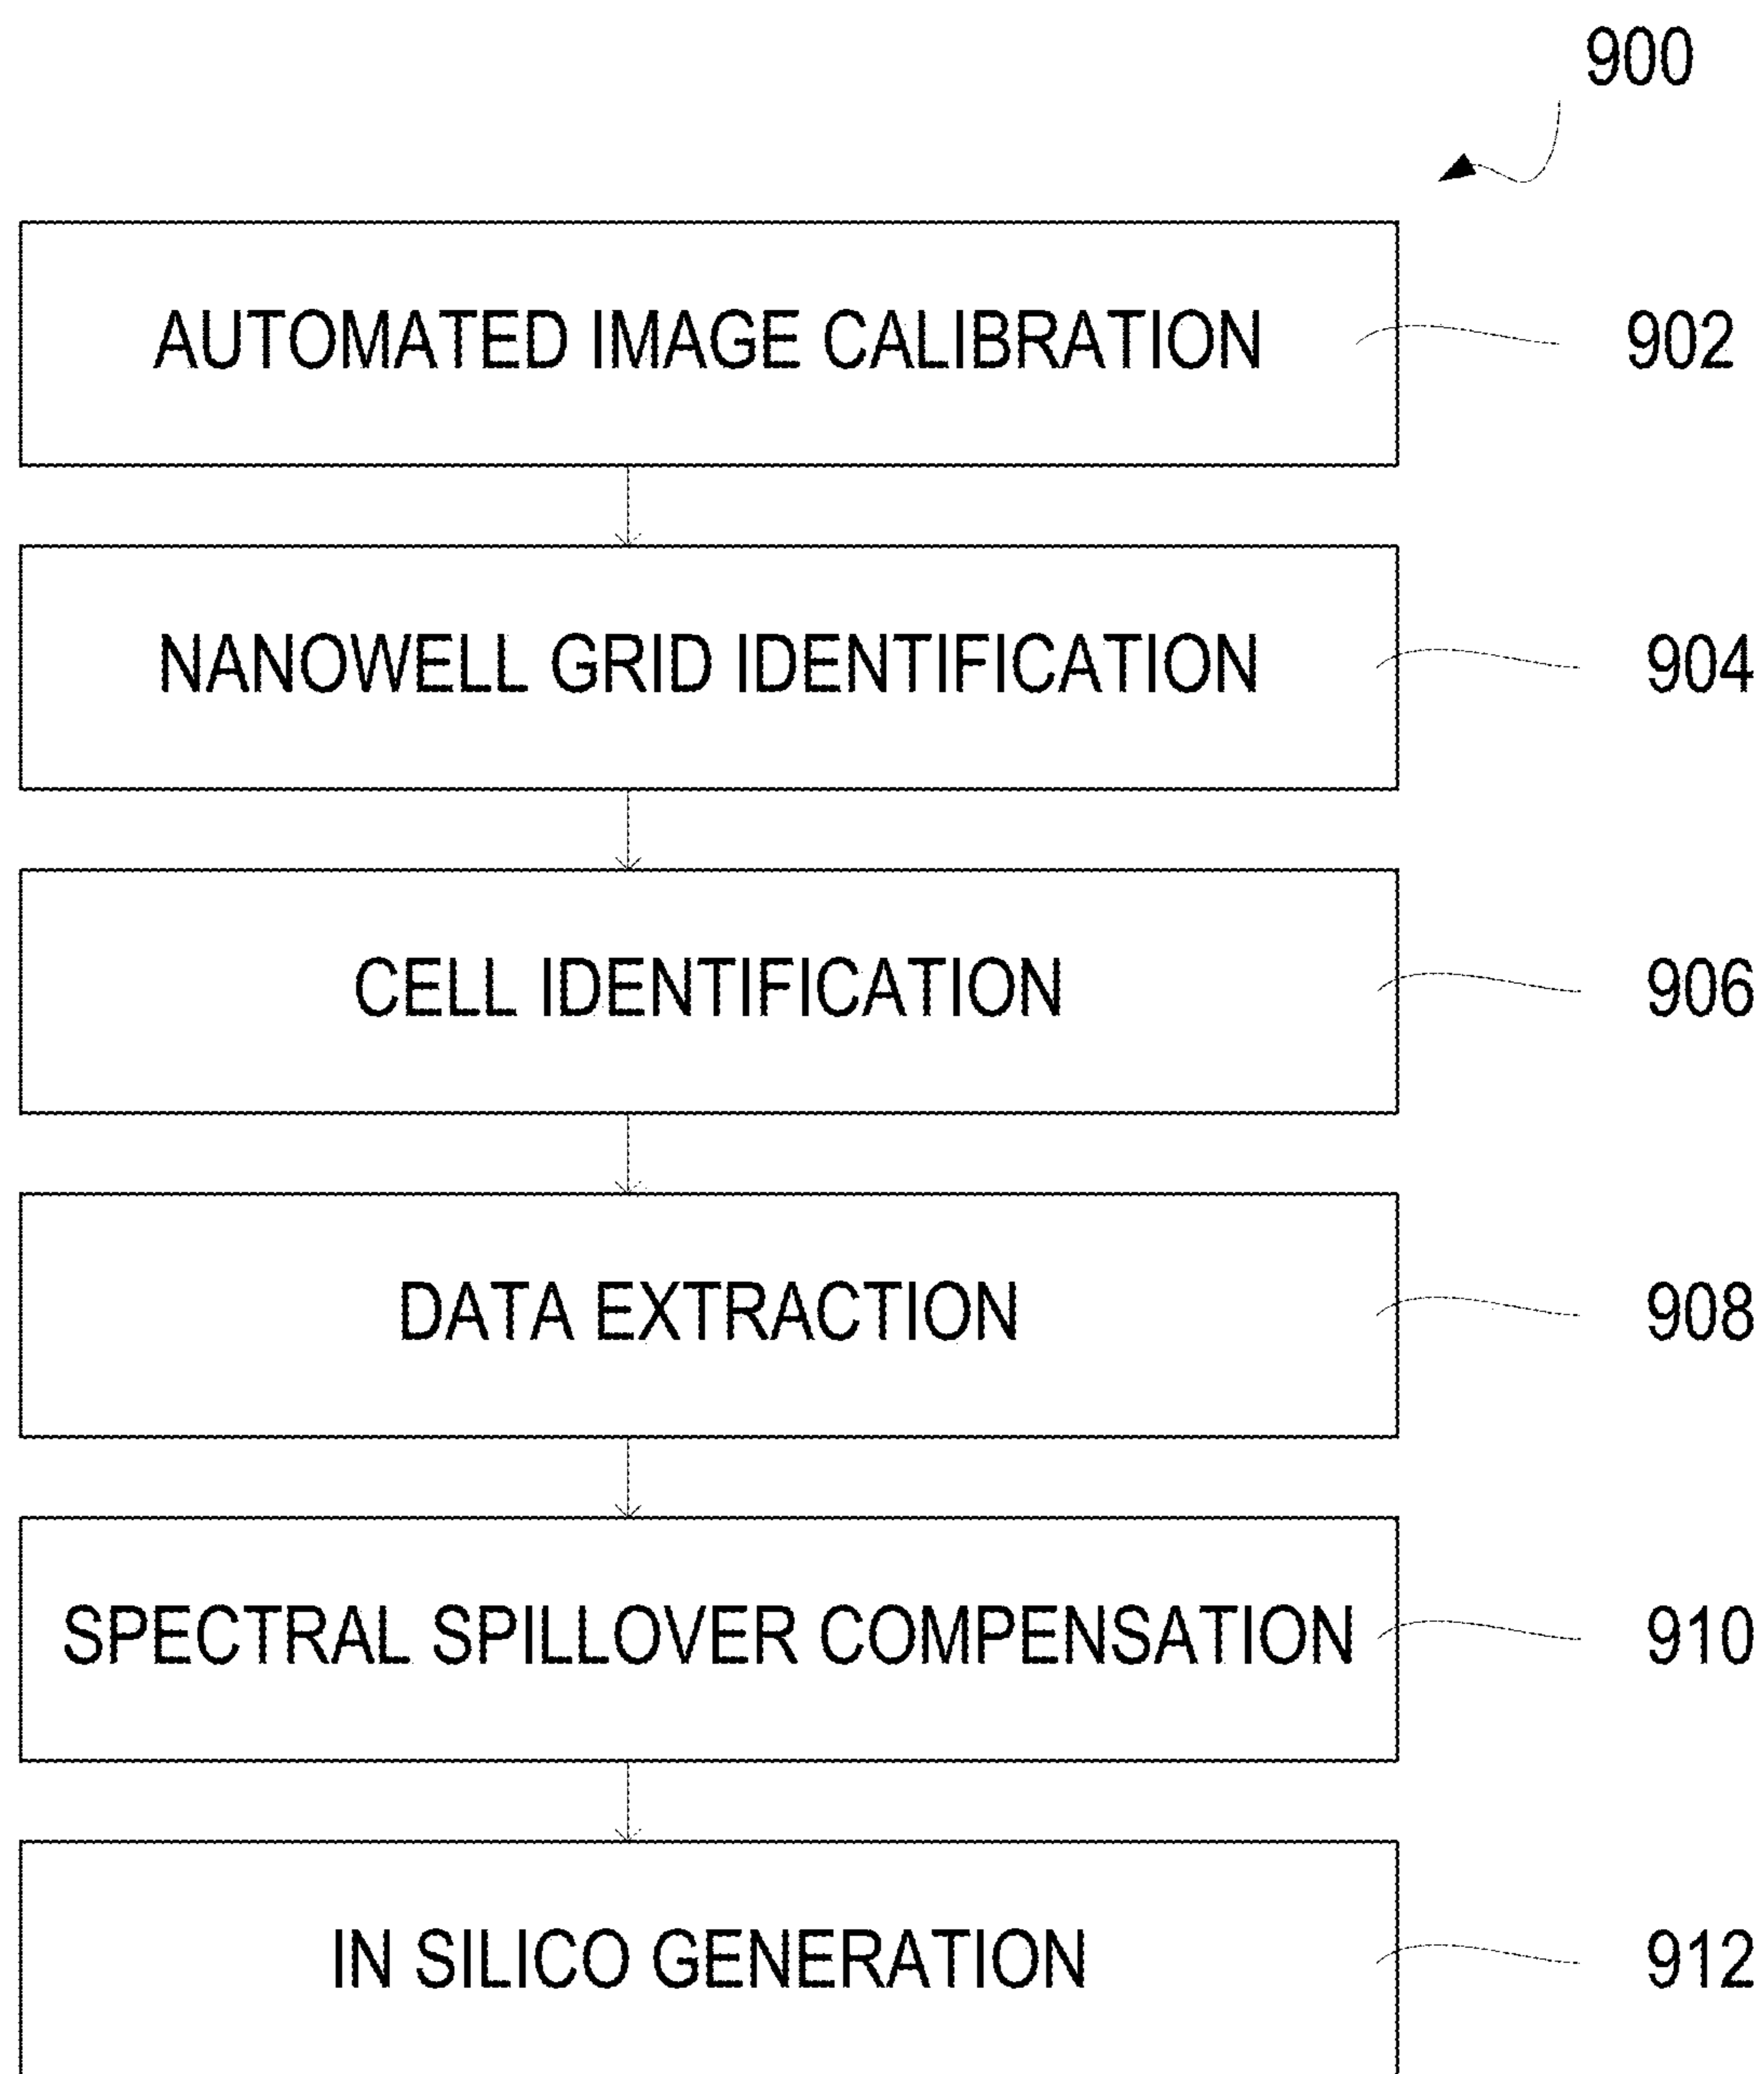 900
AUTOMATED IMAGE CALIBRATION 902
NANOWELL GRID IDENTIFICATION 904
CELL IDENTIFICATION 906
DATA EXTRACTION 908
SPECTRAL SPILLOVER COMPENSATION 910
IN SILICO GENERATION 912